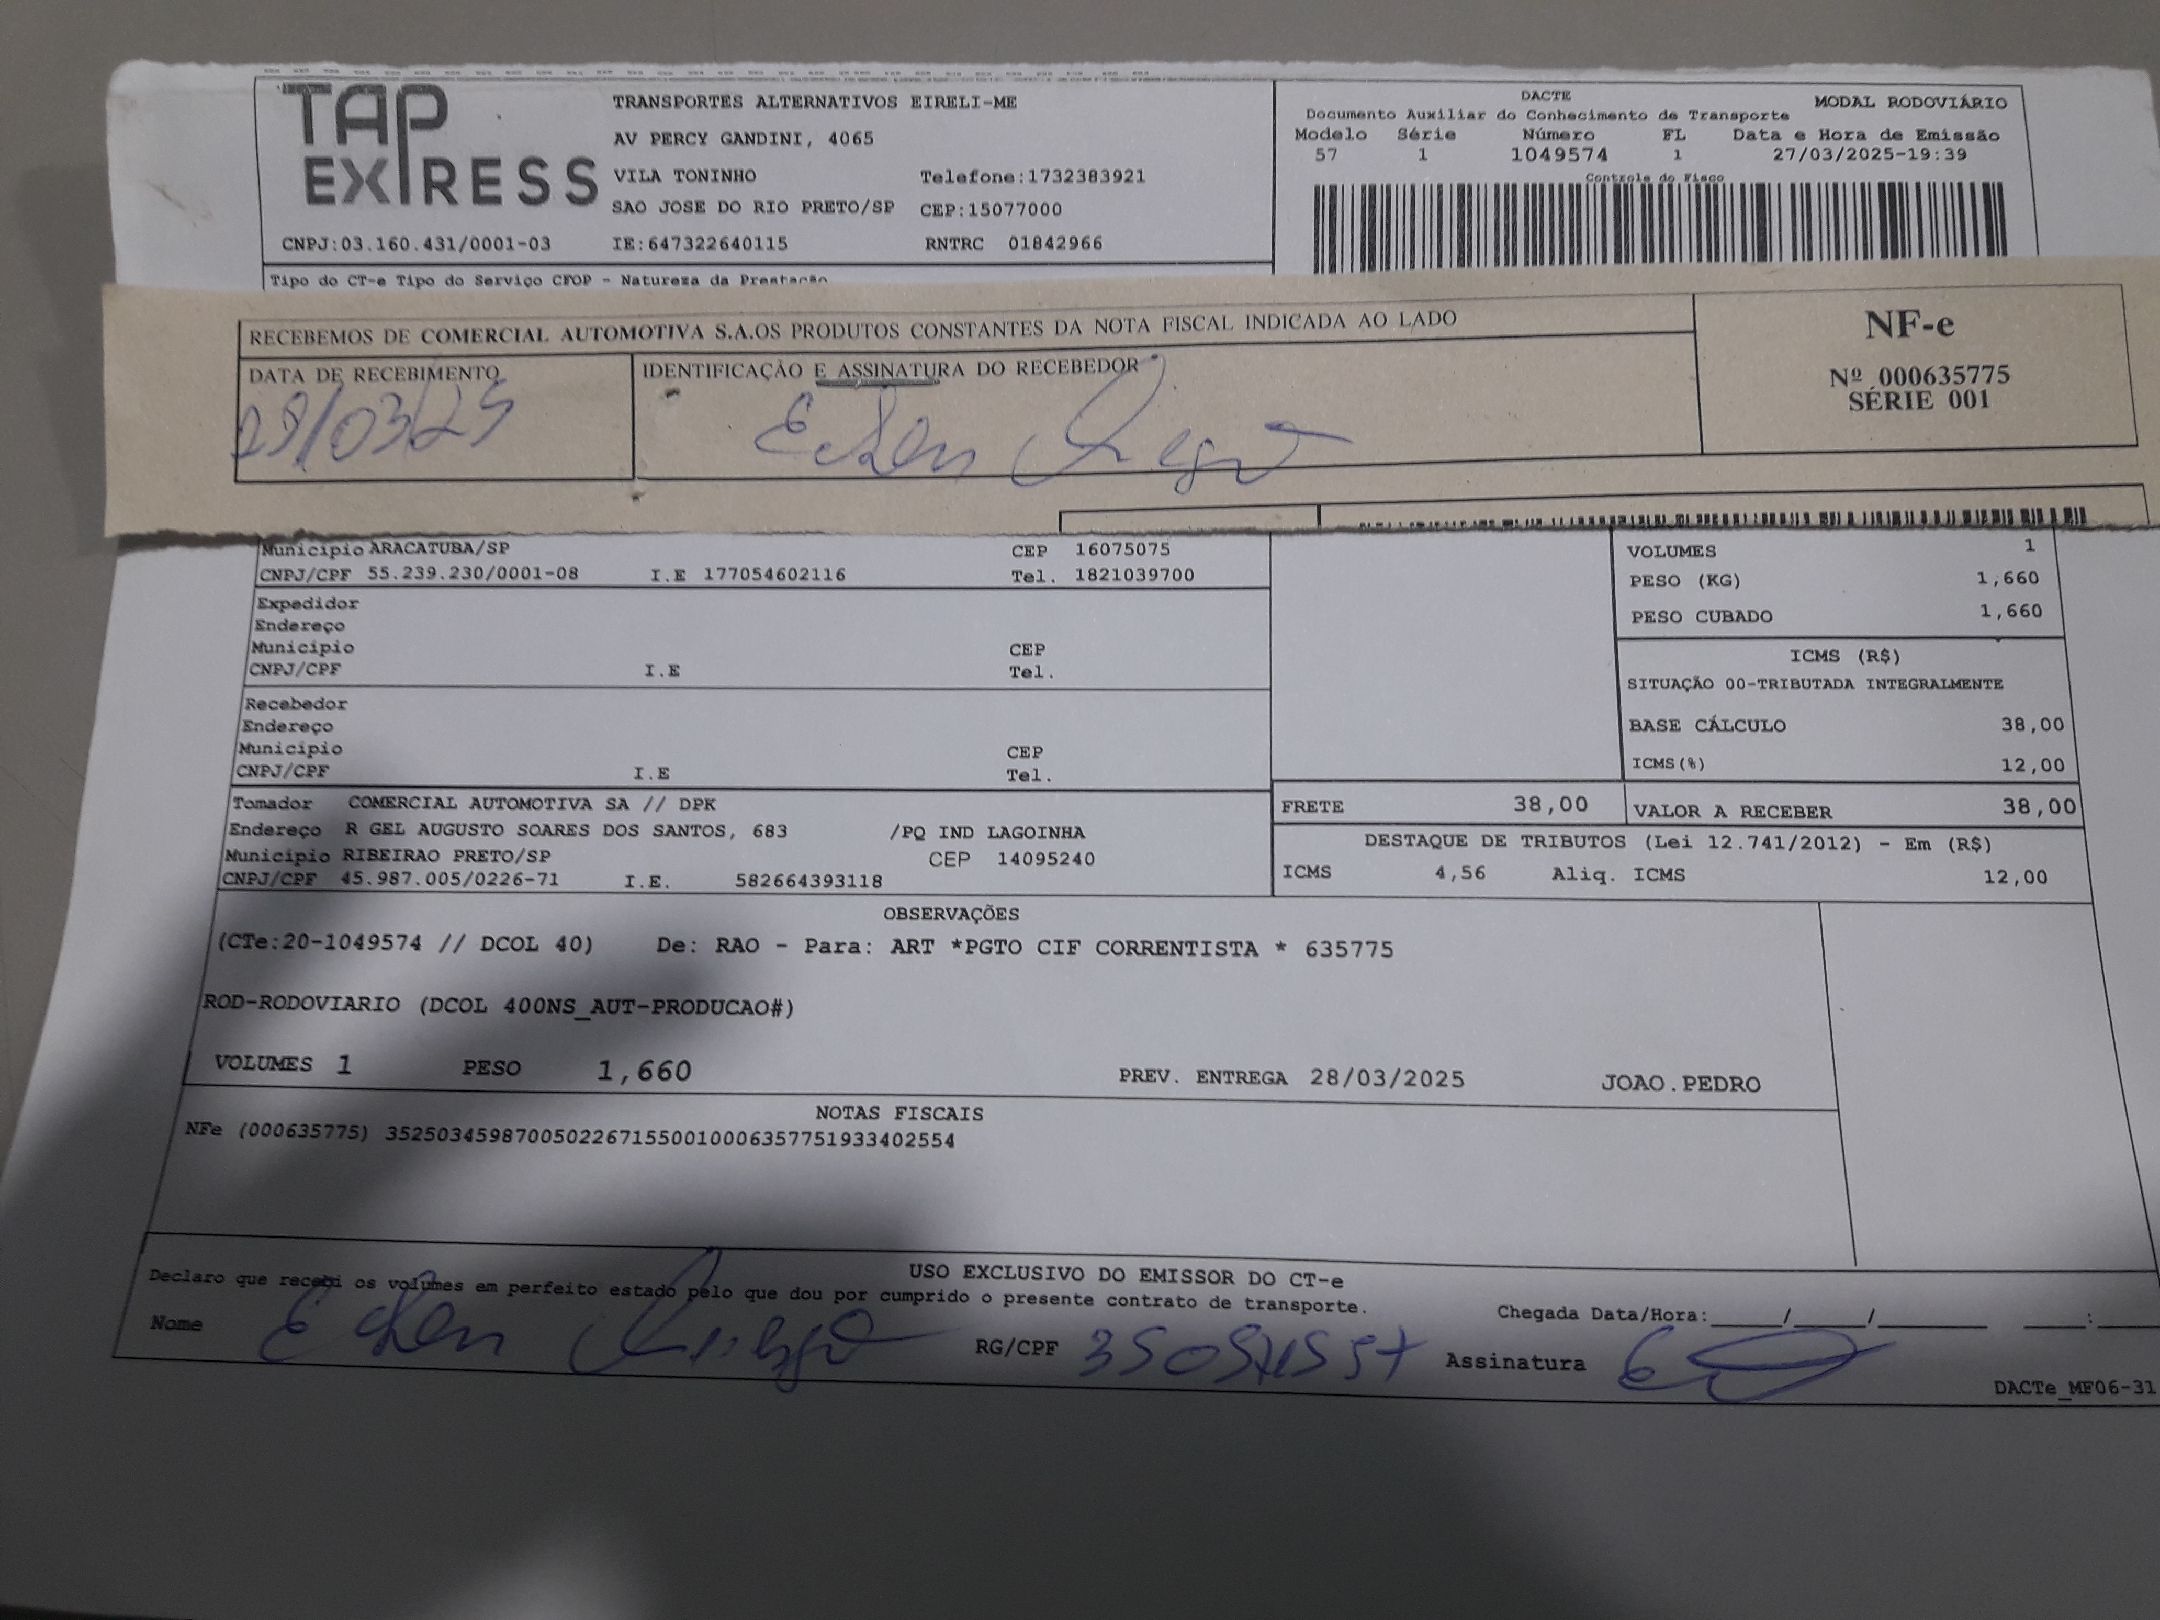 TAP EXPRESS
TRANSPORTES ALTERNATIVOS EIRELI-ME
AV PERCY GANDINI, 4065
VILA TONINHO Telefone:1732383921
SAO JOSE DO RIO PRETO/SP CEP:15077000
CNPJ:03.160.431/0001-03 IE:647322640115 RNTRC 01842966
DACTE MODAL RODOVIÁRIO
Documento Auxiliar do Conhecimento de Transporte
Modelo Série Número FL Data e Hora de Emissão
57 1 1049574 1 27/03/2025-19:39
Controle do Fisco
Tipo do CT-e Tipo do Serviço CFOP - Natureza da Prestação
RECEBEMOS DE COMERCIAL AUTOMOTIVA S.A.OS PRODUTOS CONSTANTES DA NOTA FISCAL INDICADA AO LADO
DATA DE RECEBIMENTO IDENTIFICAÇÃO E ASSINATURA DO RECEBEDOR
NF-e
Nº 000635775
SÉRIE 001
Município ARACATUBA/SP CEP 16075075
CNPJ/CPF 55.239.230/0001-08 I.E 177054602116 Tel. 1821039700
Expedidor
Endereço
Município CEP
CNPJ/CPF I.E Tel.
Recebedor
Endereço
Município CEP
CNPJ/CPF I.E Tel.
VOLUMES 1
PESO (KG) 1,660
PESO CUBADO 1,660
ICMS (R$)
SITUAÇÃO 00-TRIBUTADA INTEGRALMENTE
BASE CÁLCULO 38,00
ICMS(%) 12,00
Tomador COMERCIAL AUTOMOTIVA SA // DPK
Endereço R GEL AUGUSTO SOARES DOS SANTOS, 683 /PQ IND LAGOINHA
Município RIBEIRAO PRETO/SP CEP 14095240
CNPJ/CPF 45.987.005/0226-71 I.E. 582664393118
FRETE 38,00 VALOR A RECEBER 38,00
DESTAQUE DE TRIBUTOS (Lei 12.741/2012) - Em (R$)
ICMS 4,56 Aliq. ICMS 12,00
OBSERVAÇÕES
(CTe:20-1049574 // DCOL 40) De: RAO - Para: ART *PGTO CIF CORRENTISTA * 635775
ROD-RODOVIARIO (DCOL 400NS_AUT-PRODUCAO#)
VOLUMES 1 PESO 1,660 PREV. ENTREGA 28/03/2025 JOAO.PEDRO
NOTAS FISCAIS
NFe (000635775) 35250345987005022671550010006357751933402554
USO EXCLUSIVO DO EMISSOR DO CT-e
Declaro que recebi os volumes em perfeito estado pelo que dou por cumprido o presente contrato de transporte.
Chegada Data/Hora:_____/_____/_______ ____:____
Nome RG/CPF Assinatura
DACTe_MF06-31